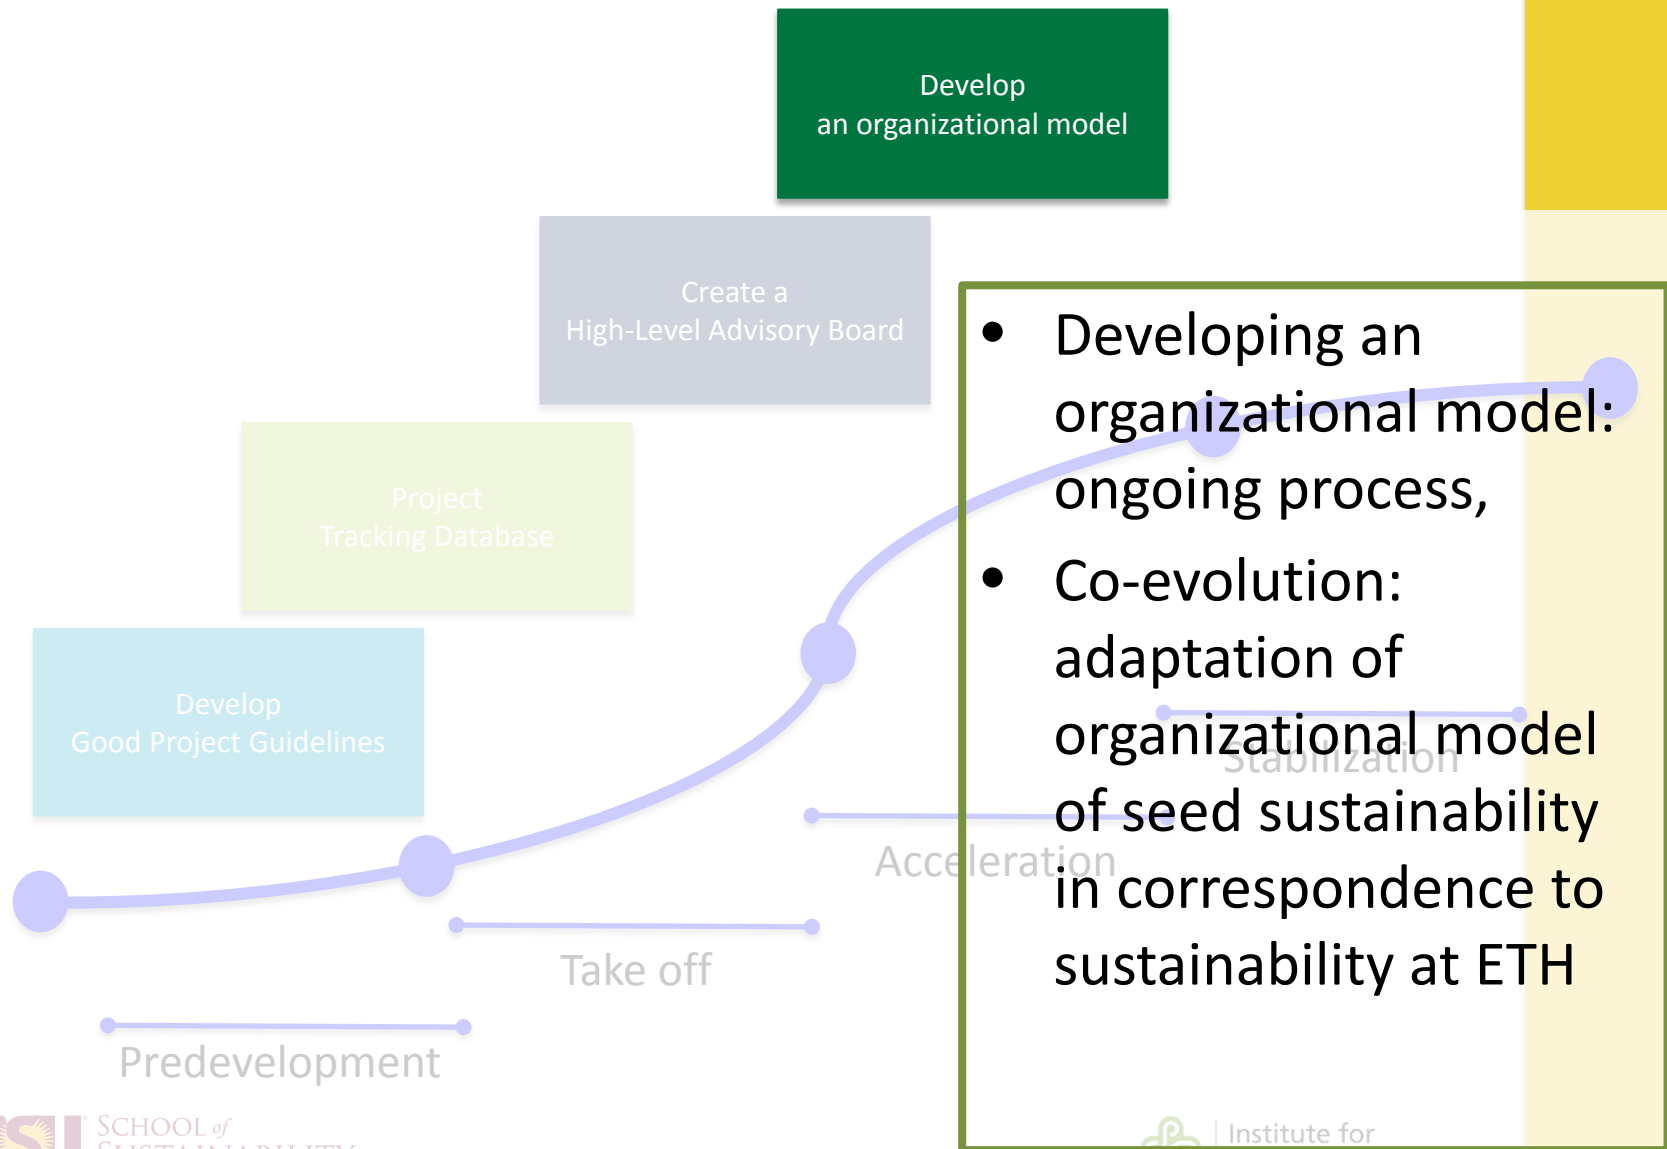 Develop
an organizational model
Create a
High-Level Advisory Board
Project
Tracking Database
Develop
Good Project Guidelines
• Developing an
organizational model:
ongoing process,
• Co-evolution:
adaptation of
organizational model
of seed sustainability
in correspondence to
sustainability at ETH
Stabilization
Acceleration
Take off
Predevelopment
SCHOOL of
SUSTAINABILITY
Institute for